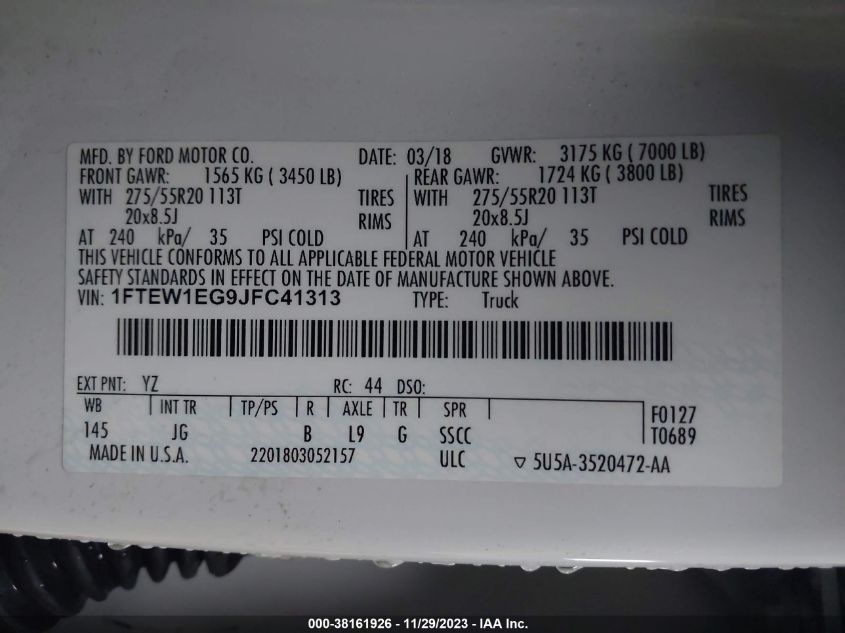 MFD. BY FORD MOTOR CO. DATE: 03/18 GVWR: 3175 KG ( 7000 LB)
FRONT GAWR: 1565 KG ( 3450 LB) REAR GAWR: 1724 KG ( 3800 LB)
WITH 275/55R20 113T TIRES WITH 275/55R20 113T TIRES
20x8.5J RIMS 20x8.5J RIMS
AT 240 kPa/ 35 PSI COLD AT 240 kPa/ 35 PSI COLD
THIS VEHICLE CONFORMS TO ALL APPLICABLE FEDERAL MOTOR VEHICLE
SAFETY STANDARDS IN EFFECT ON THE DATE OF MANUFACTURE SHOWN ABOVE.
VIN: 1FTEW1EG9JFC41313 TYPE: Truck
EXT PNT: YZ RC: 44 DSO:
WB INT TR TP/PS R AXLE TR SPR F0127
145 JG B L9 G SSCC T0689
MADE IN U.S.A. 2201803052157 ULC ▽ 5U5A-3520472-AA
000-38161926 - 11/29/2023 - IAA Inc.